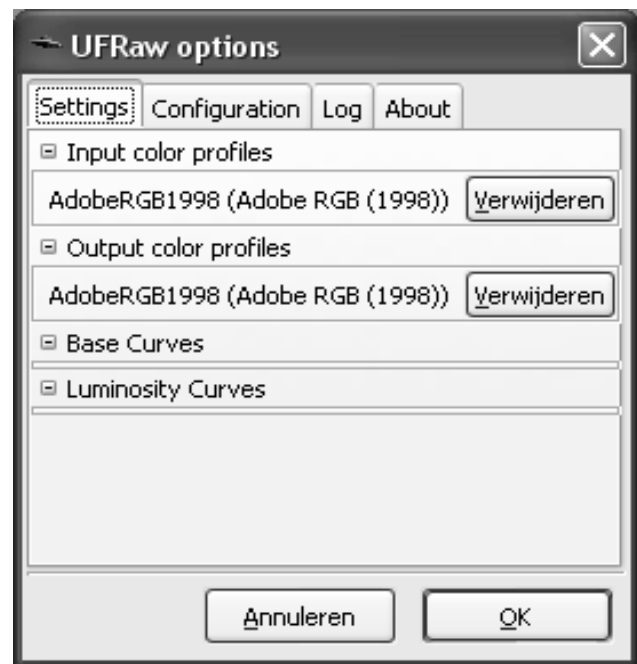 UFRaw options
Settings Configuration Log About
Input color profiles
AdobeRGB1998 (Adobe RGB (1998)) Verwijderen
Output color profiles
AdobeRGB1998 (Adobe RGB (1998)) Verwijderen
Base Curves
Luminosity Curves
Annuleren OK